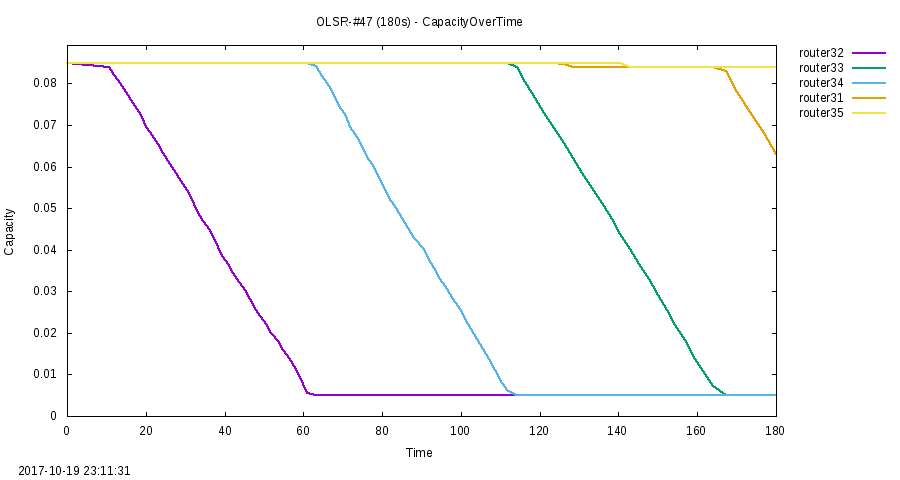 OLSR-#47 (180s) - CapacityOverTime
router32
router33
router34
router31
router35
0.08
0.07
0.06
0.05
0.04
0.03
0.02
0.01
0
Capacity
0 20 40 60 80 100 120 140 160 180
Time
2017-10-19 23:11:31